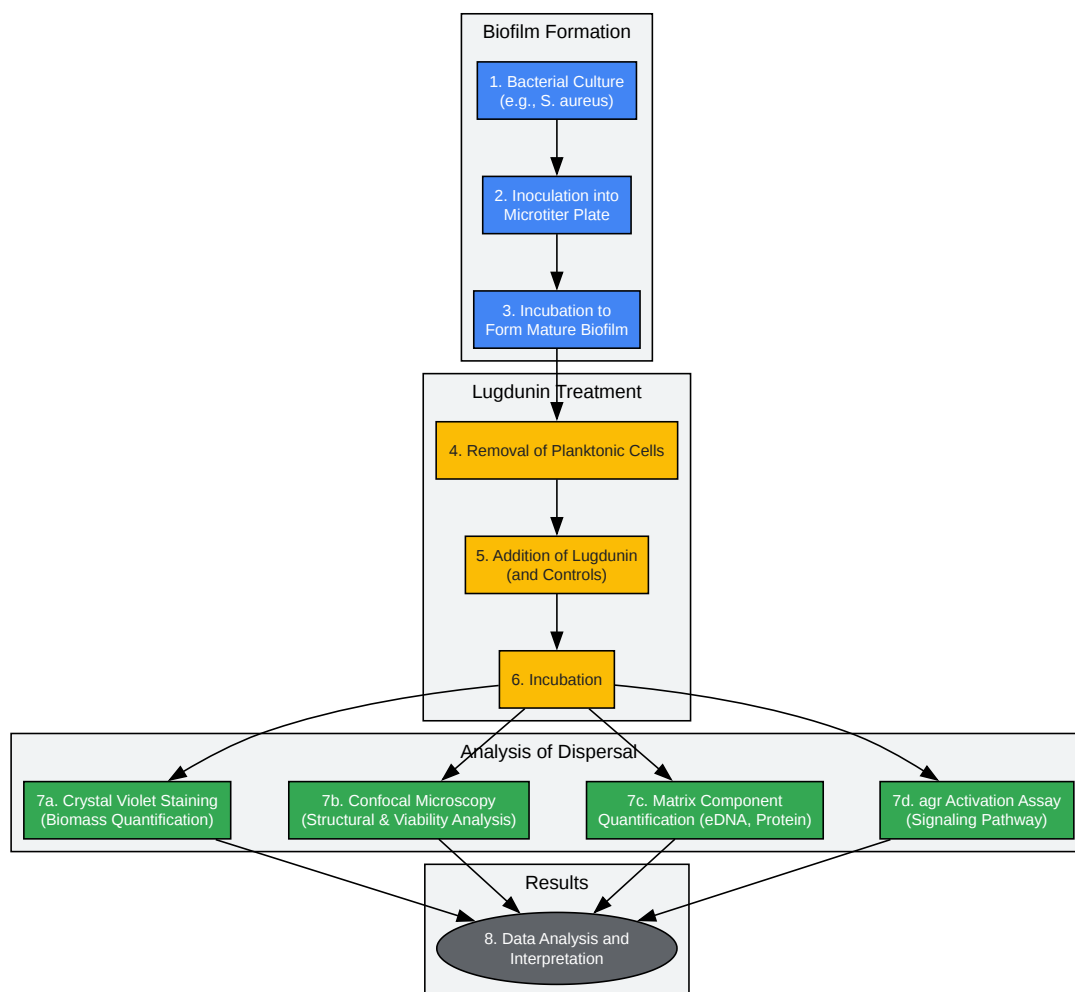 Biofilm Formation
1. Bacterial Culture
(e.g., S. aureus)
2. Inoculation into
Microtiter Plate
3. Incubation to
Form Mature Biofilm
Lugdunin Treatment
4. Removal of Planktonic Cells
5. Addition of Lugdunin
(and Controls)
6. Incubation
Analysis of Dispersal
7a. Crystal Violet Staining
(Biomass Quantification)
7b. Confocal Microscopy
(Structural & Viability Analysis)
7c. Matrix Component
Quantification (eDNA, Protein)
7d. agr Activation Assay
(Signaling Pathway)
Results
8. Data Analysis and
Interpretation